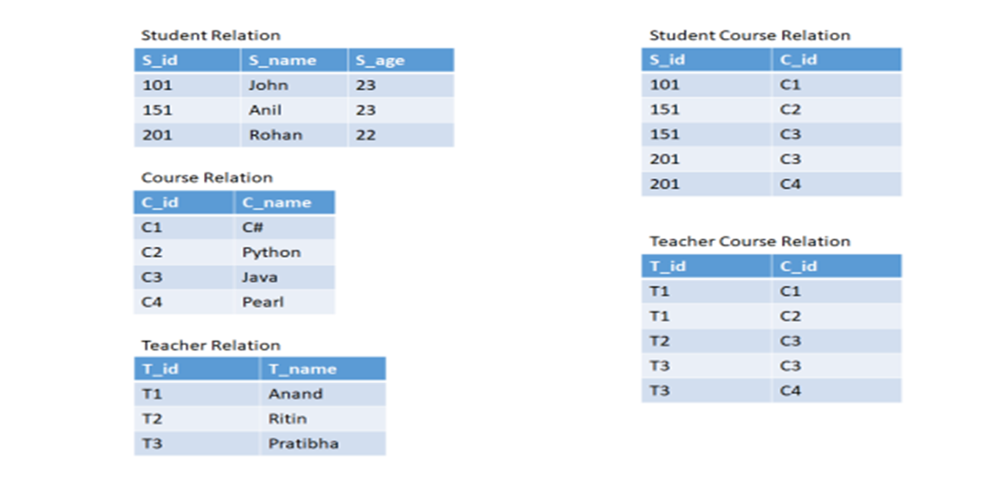 Student Relation
S_id S_name S_age
101 John 23
151 Anil 23
201 Rohan 22
Course Relation
C_id C_name
C1 C#
C2 Python
C3 Java
C4 Pearl
Teacher Relation
T_id T_name
T1 Anand
T2 Ritin
T3 Pratibha
Student Course Relation
S_id C_id
101 C1
151 C2
151 C3
201 C3
201 C4
Teacher Course Relation
T_id C_id
T1 C1
T1 C2
T2 C3
T3 C3
T3 C4